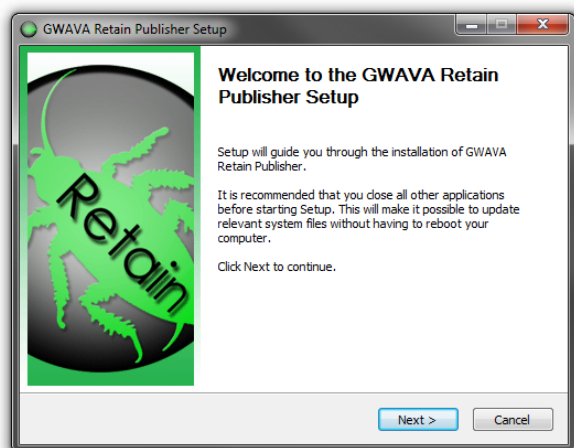 GWAVA Retain Publisher Setup
Welcome to the GWAVA Retain
Publisher Setup
Setup will guide you through the installation of GWAVA
Retain Publisher.
It is recommended that you close all other applications
before starting Setup. This will make it possible to update
relevant system files without having to reboot your
computer.
Click Next to continue.
Retain
Next >
Cancel